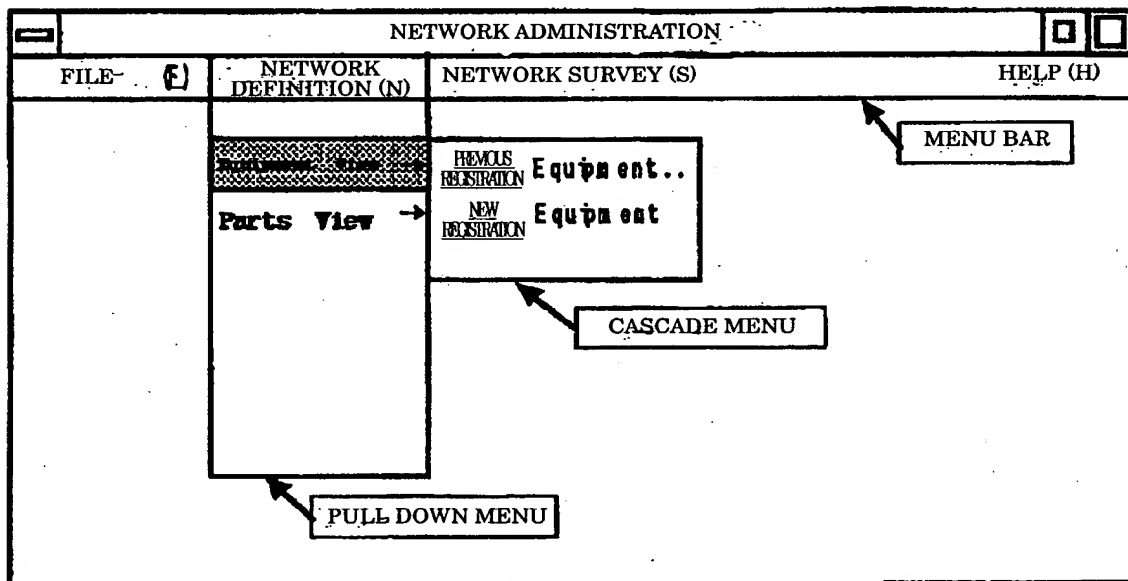 NETWORK ADMINISTRATION
FILE (F)
NETWORK
DEFINITION (N)
NETWORK SURVEY (S)
HELP (H)
MENU BAR
View →
PREVIOUS
REGISTRATION Equipment..
Parts View →
NEW
REGISTRATION Equipment
CASCADE MENU
PULL DOWN MENU